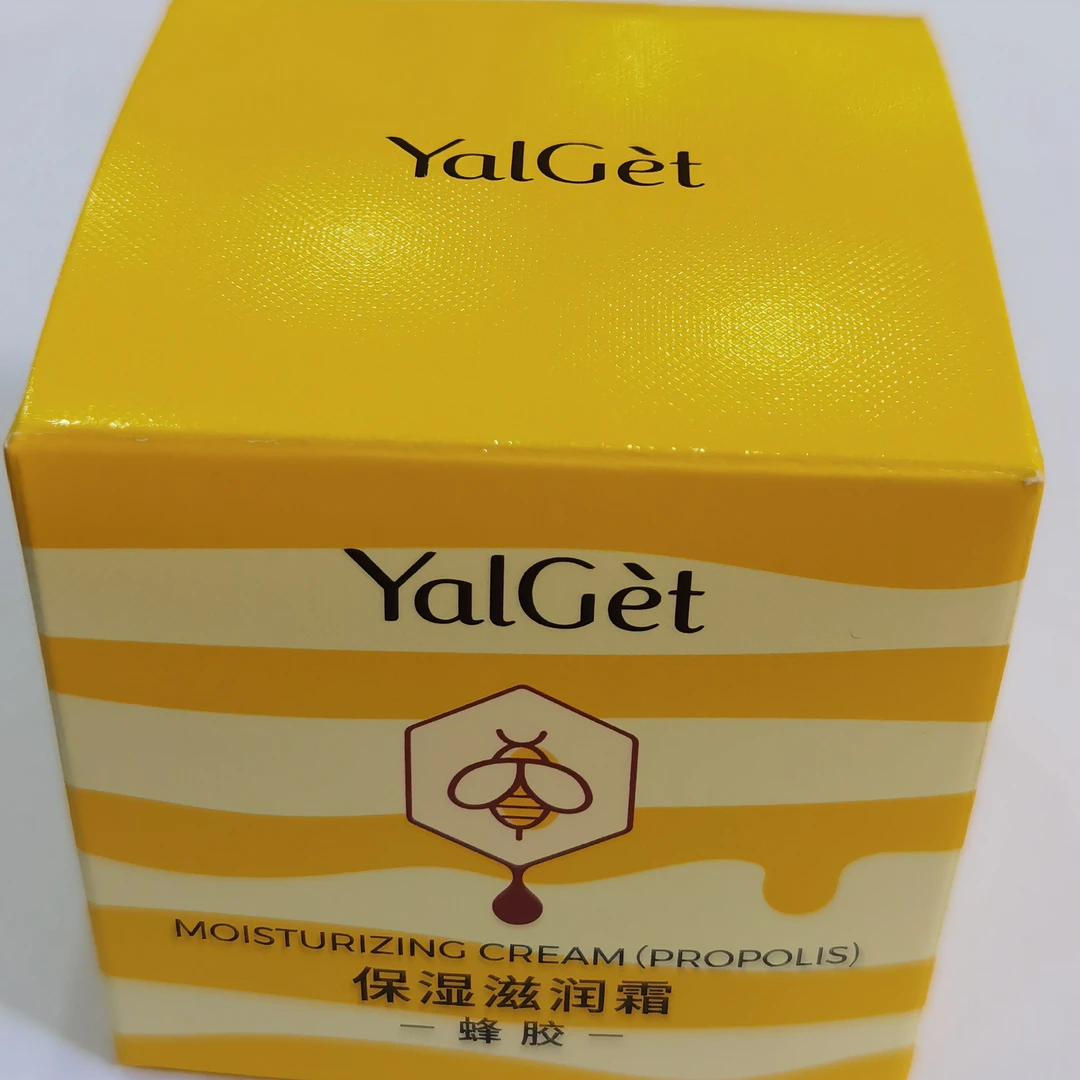 YalGèt
YalGèt
MOISTURIZING CREAM (PROPOLIS)
保湿滋润霜
— 蜂胶 —